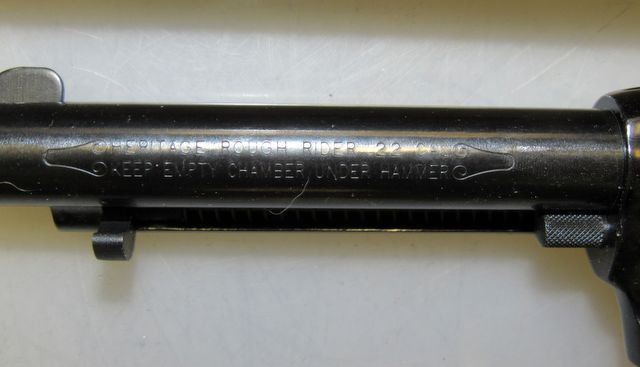 HERITAGE ROUGH RIDER .22 CAL
KEEP EMPTY CHAMBER UNDER HAMMER